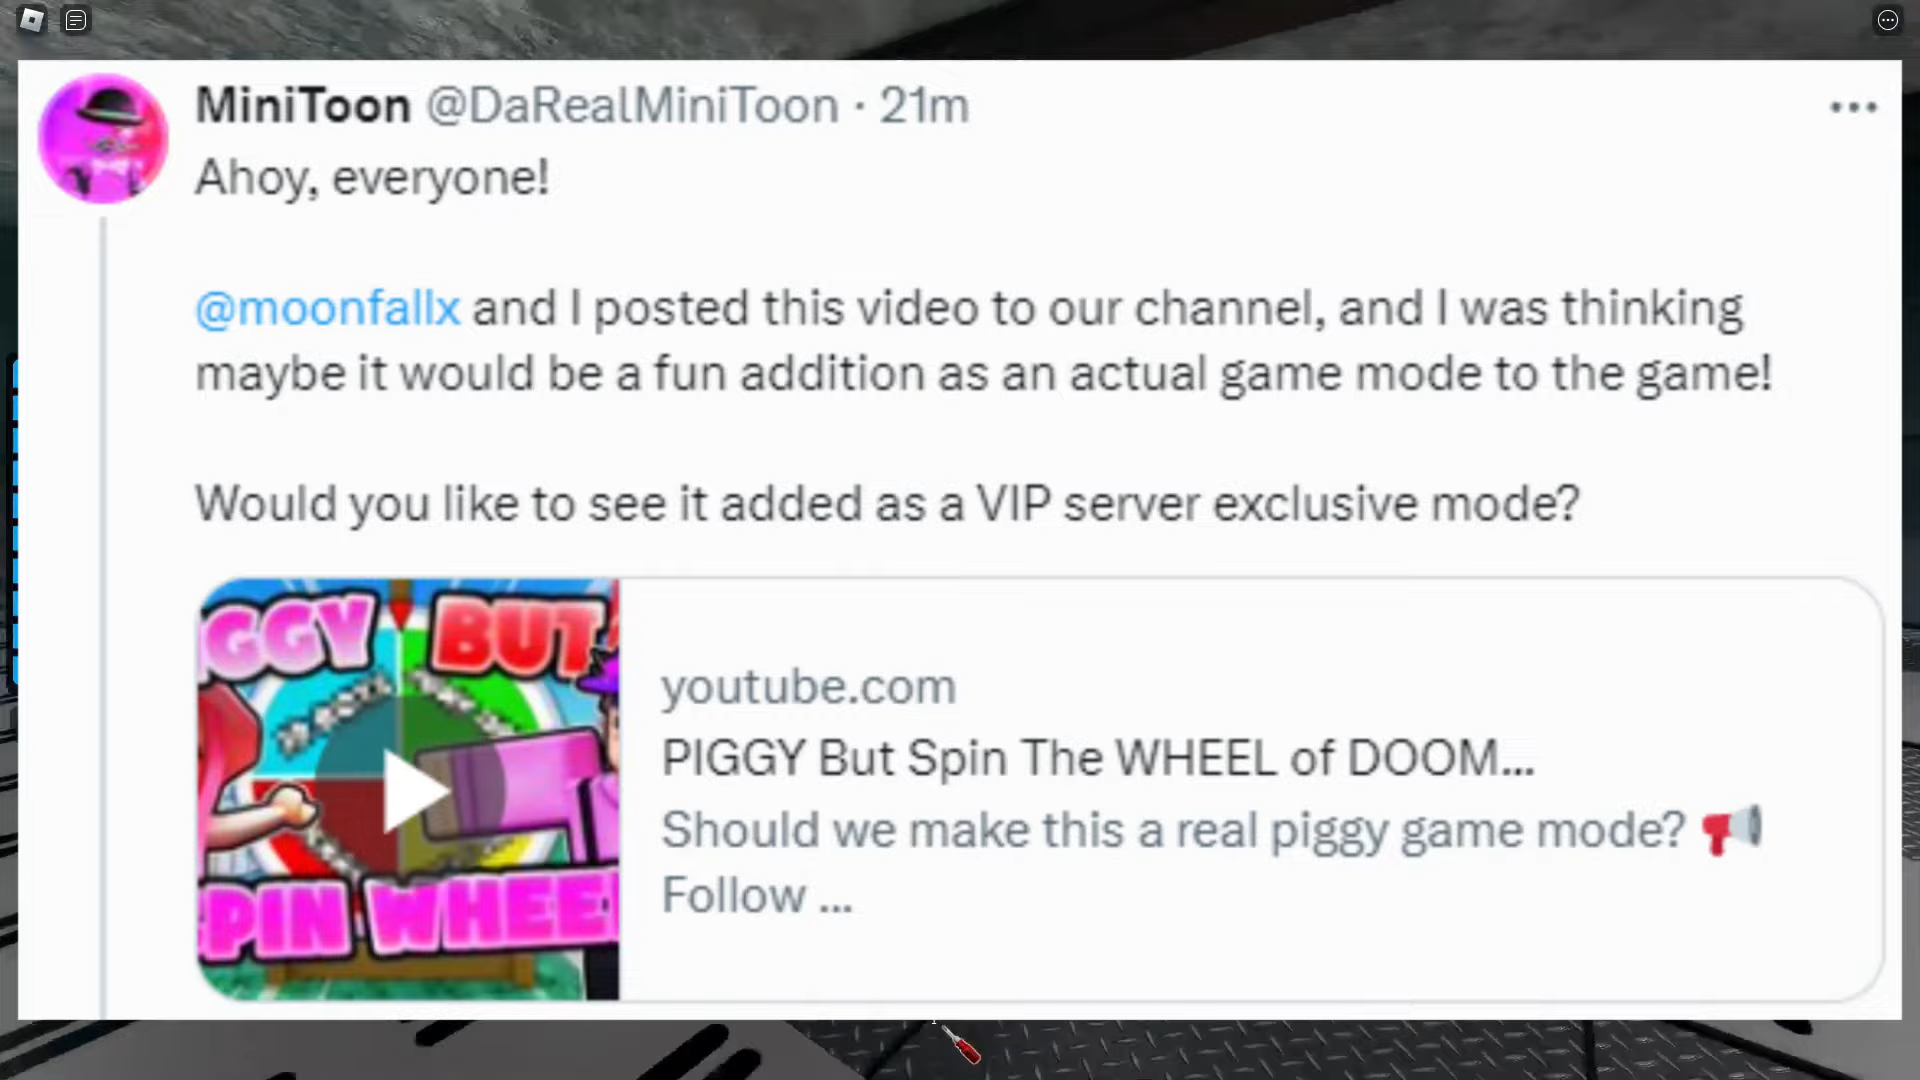 MiniToon @DaRealMiniToon · 21m
Ahoy, everyone!
@moonfallx and I posted this video to our channel, and I was thinking
maybe it would be a fun addition as an actual game mode to the game!
Would you like to see it added as a VIP server exclusive mode?
GGY BUT
PIN WHEE
youtube.com
PIGGY But Spin The WHEEL of DOOM...
Should we make this a real piggy game mode?
Follow ...